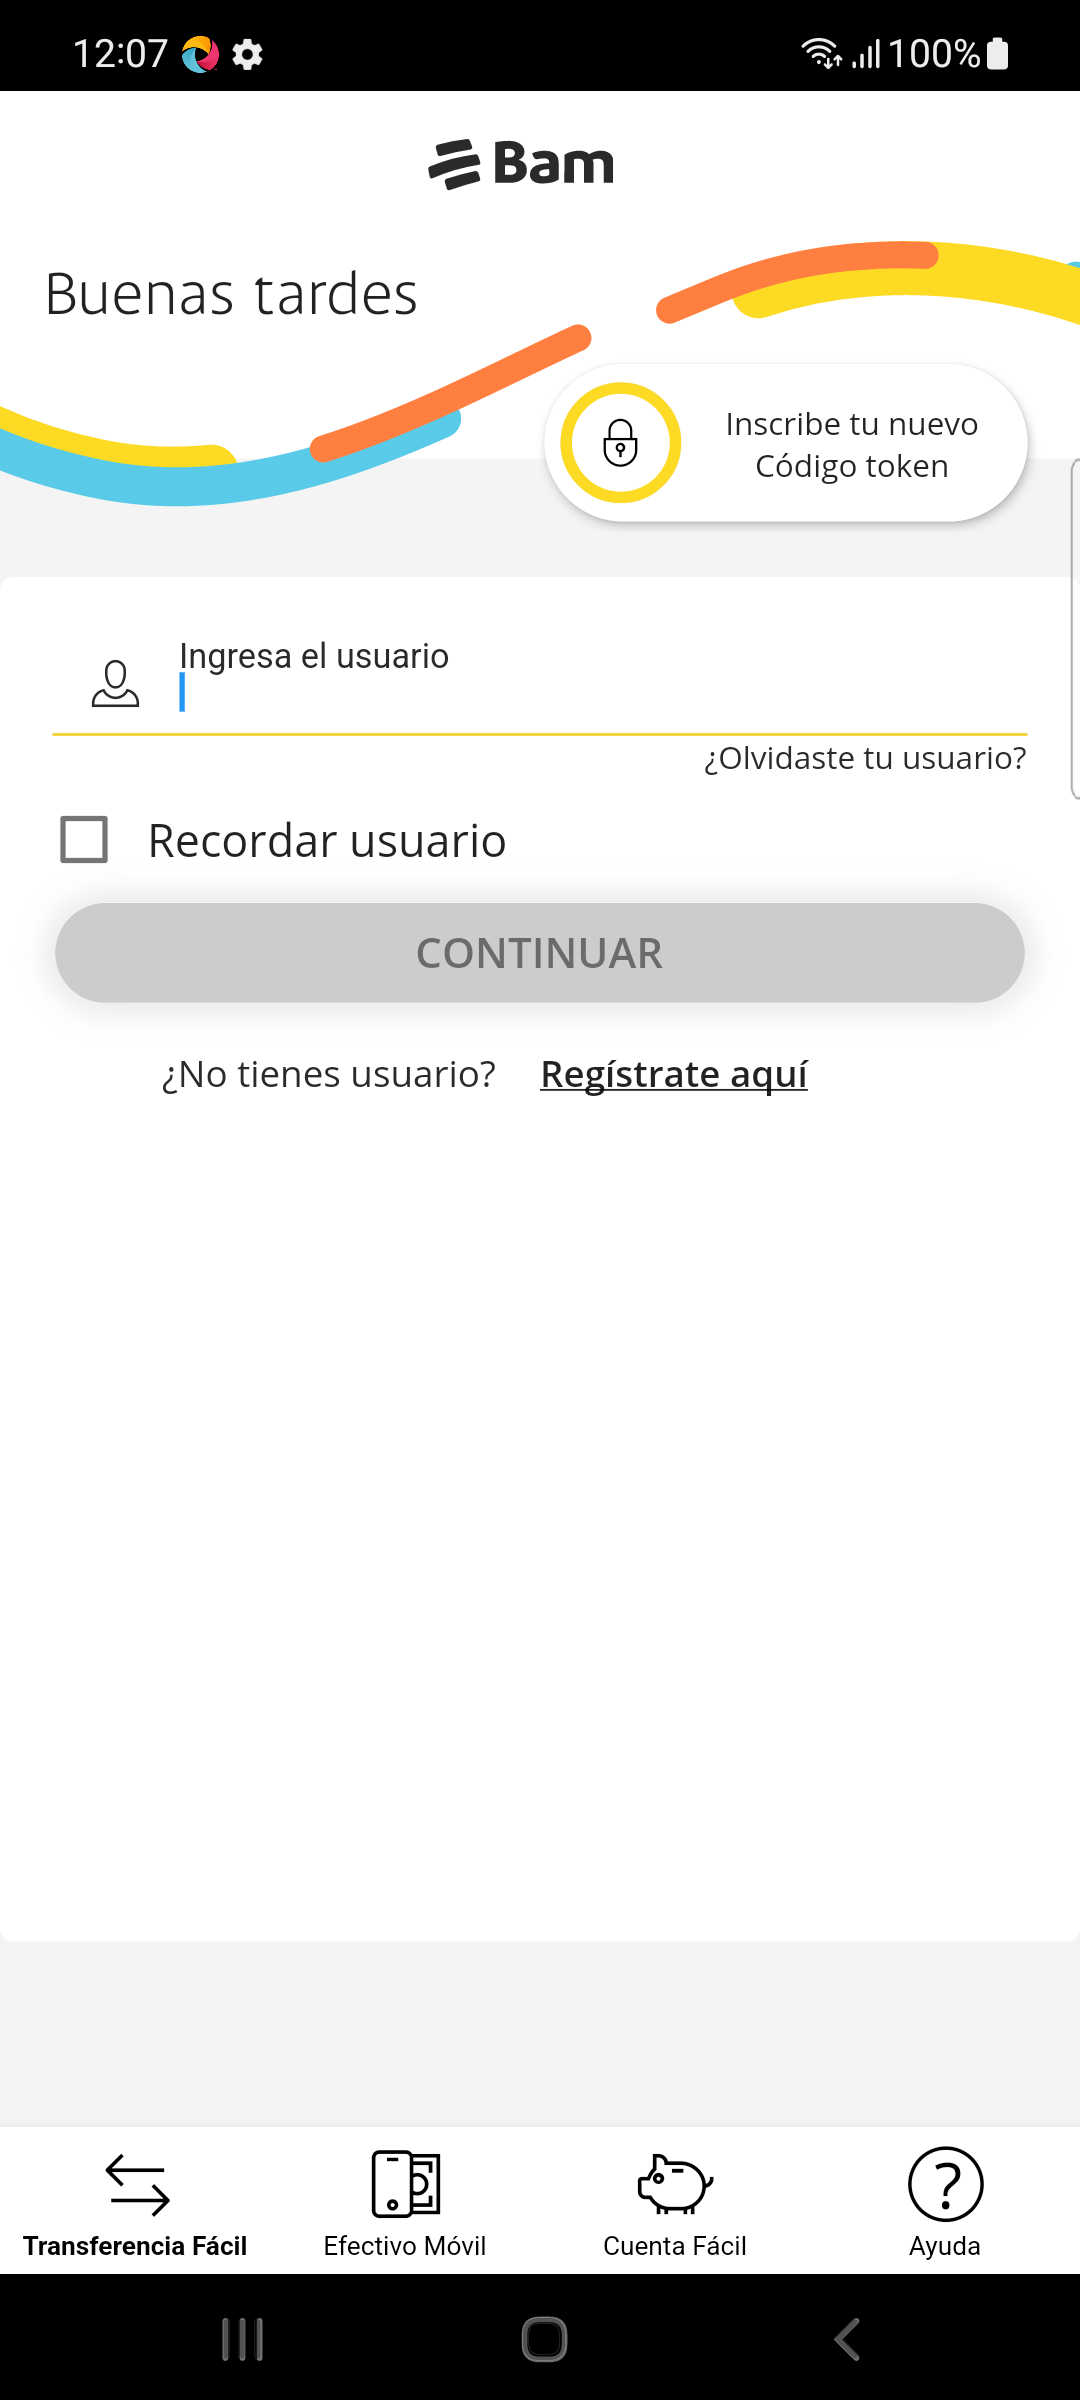 12:07
100%
Bam
Buenas tardes
Inscribe tu nuevo
Código token
Ingresa el usuario
¿Olvidaste tu usuario?
Recordar usuario
CONTINUAR
¿No tienes usuario? Regístrate aquí
Transferencia Fácil
Efectivo Móvil
Cuenta Fácil
Ayuda